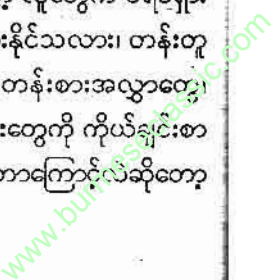 းနိုင်သလား၊ တန်းတူ
တန်းစားအလွှာတွေ၊
းတွေကို ကိုယ်ချင်းစာ
ဘာကြောင့်လဲဆိုတော့
www.burmeseclassic.com